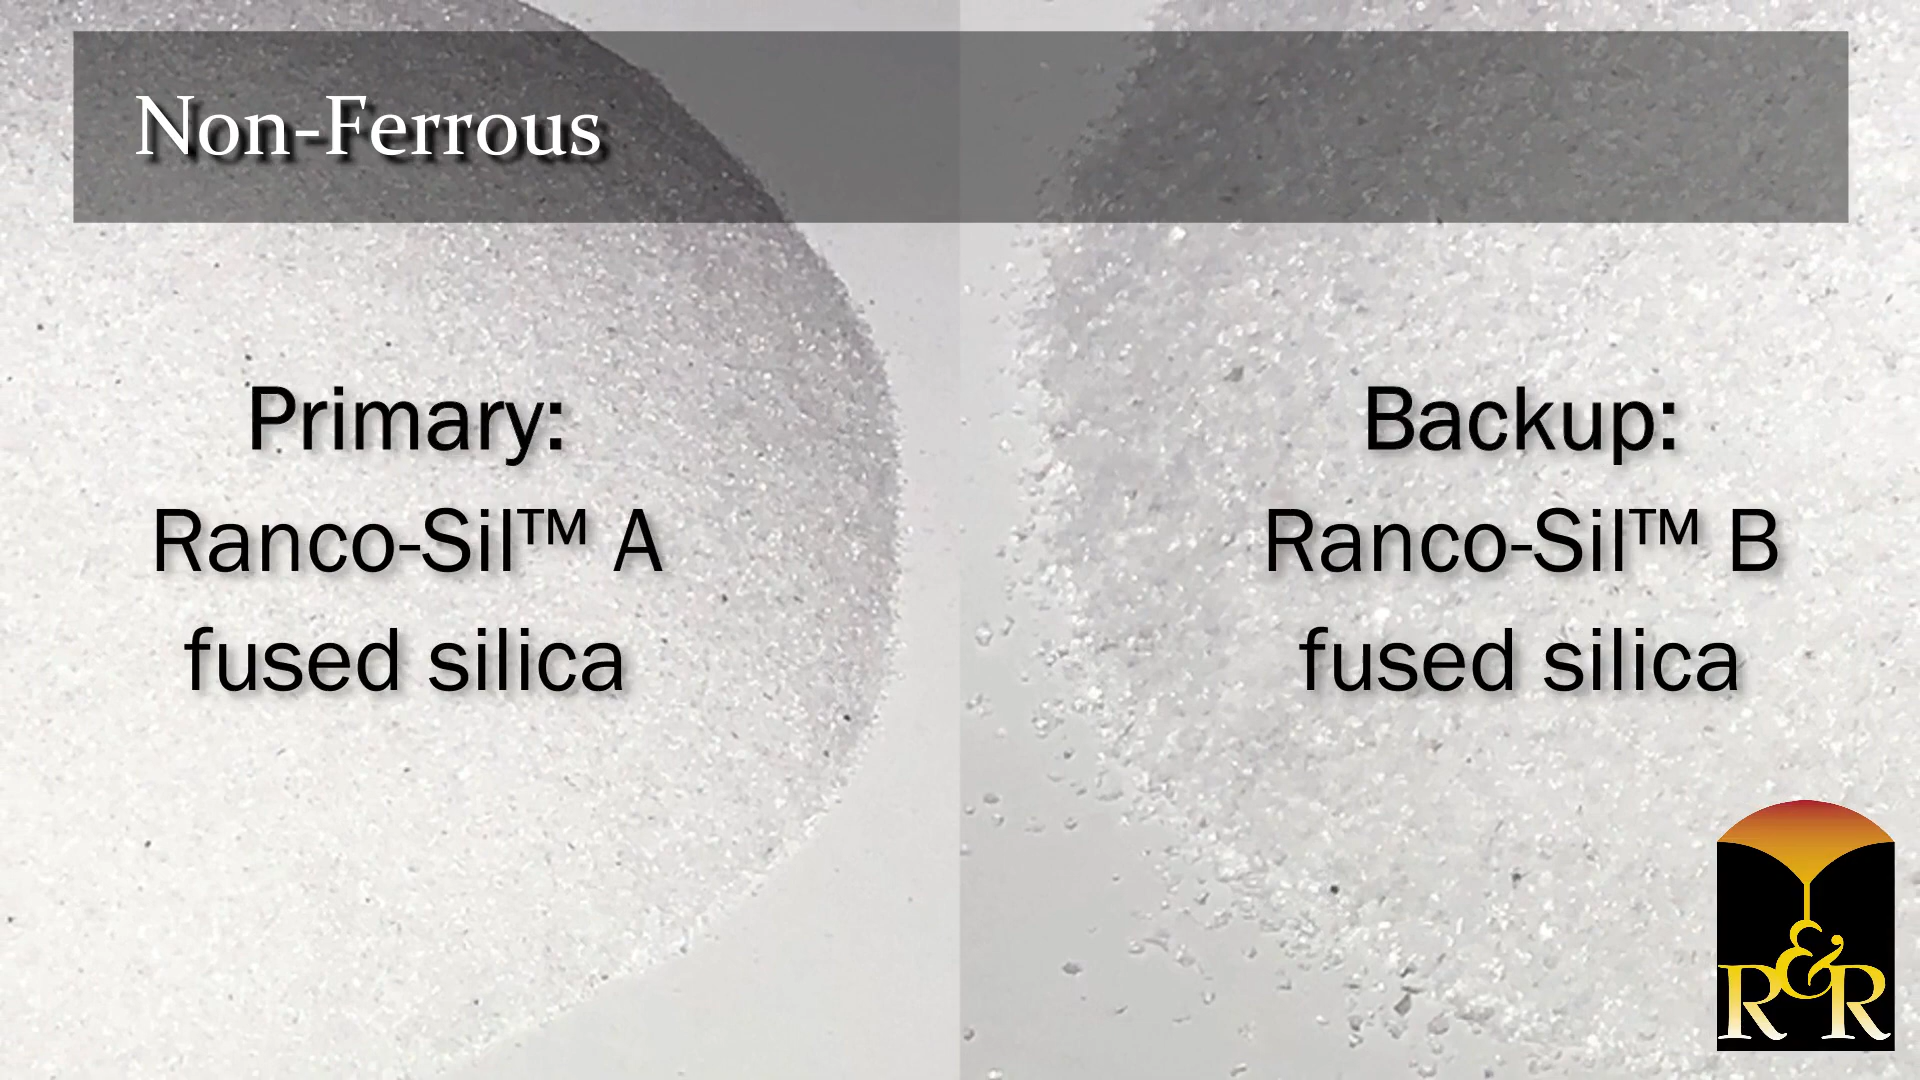 Non-Ferrous
Primary:
Ranco-Sil™ A
fused silica
Backup:
Ranco-Sil™ B
fused silica
R&R